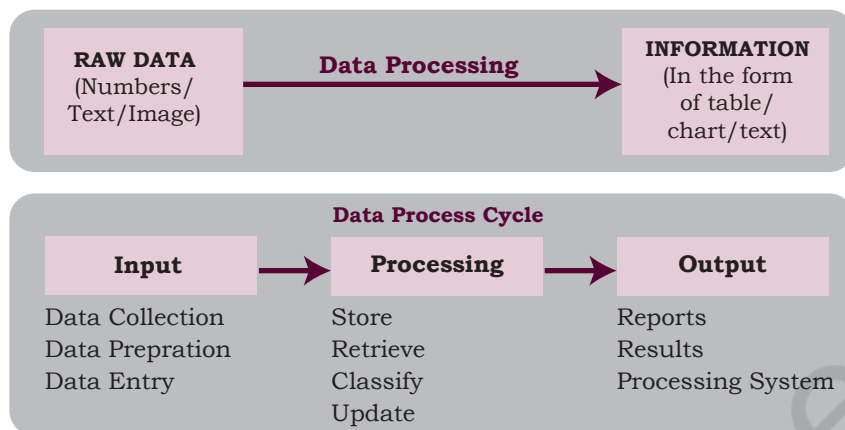 RAW DATA
(Numbers/
Text/Image)
Data Processing
INFORMATION
(In the form
of table/
chart/text)
Data Process Cycle
Input
Processing
Output
Data Collection
Data Prepration
Data Entry
Store
Retrieve
Classify
Update
Reports
Results
Processing System